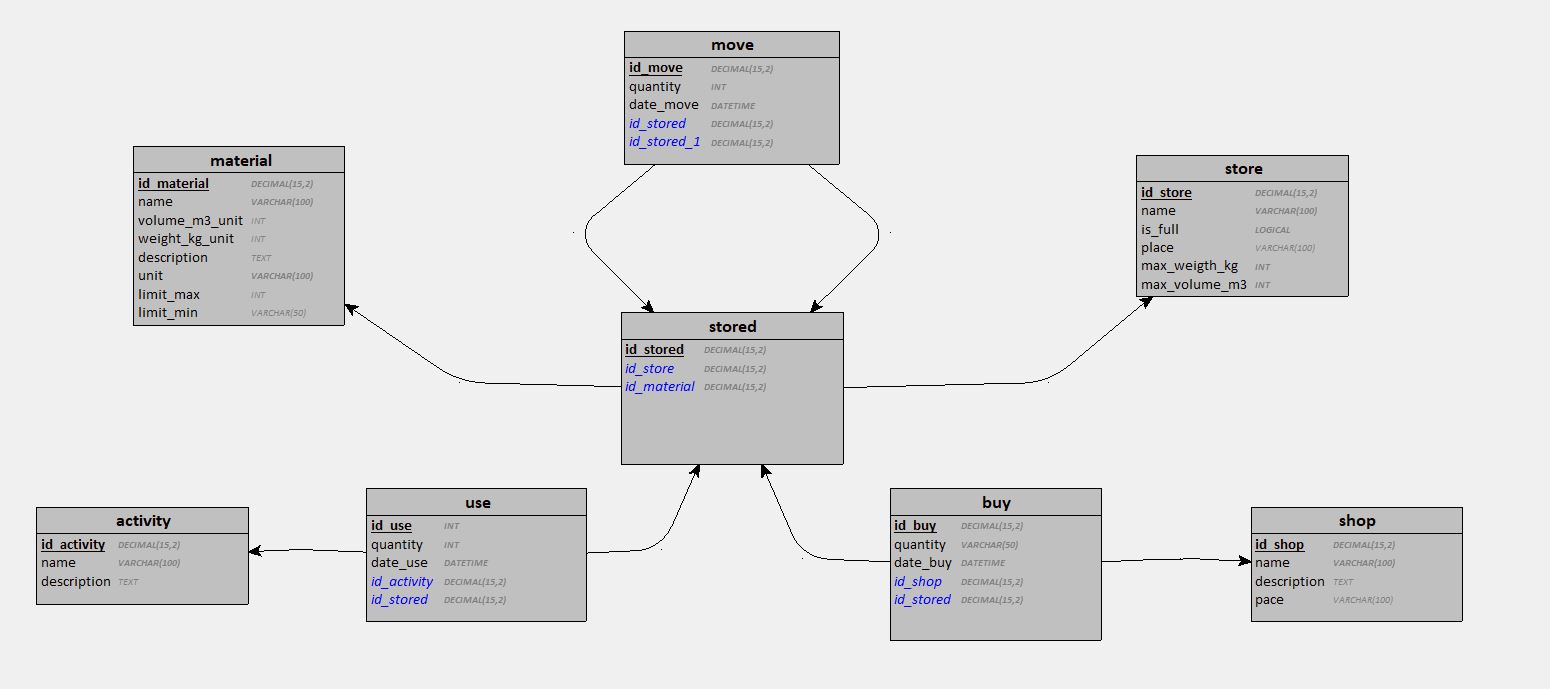 move
id_move DECIMAL(15,2)
quantity INT
date_move DATETIME
id_stored DECIMAL(15,2)
id_stored_1 DECIMAL(15,2)
material
id_material DECIMAL(15,2)
name VARCHAR(100)
volume_m3_unit INT
weight_kg_unit INT
description TEXT
unit VARCHAR(100)
limit_max INT
limit_min VARCHAR(50)
store
id_store DECIMAL(15,2)
name VARCHAR(100)
is_full LOGICAL
place VARCHAR(100)
max_weigth_kg INT
max_volume_m3 INT
stored
id_stored DECIMAL(15,2)
id_store DECIMAL(15,2)
id_material DECIMAL(15,2)
activity
id_activity DECIMAL(15,2)
name VARCHAR(100)
description TEXT
use
id_use INT
quantity INT
date_use DATETIME
id_activity DECIMAL(15,2)
id_stored DECIMAL(15,2)
buy
id_buy DECIMAL(15,2)
quantity VARCHAR(50)
date_buy DATETIME
id_shop DECIMAL(15,2)
id_stored DECIMAL(15,2)
shop
id_shop DECIMAL(15,2)
name VARCHAR(100)
description TEXT
pace VARCHAR(100)